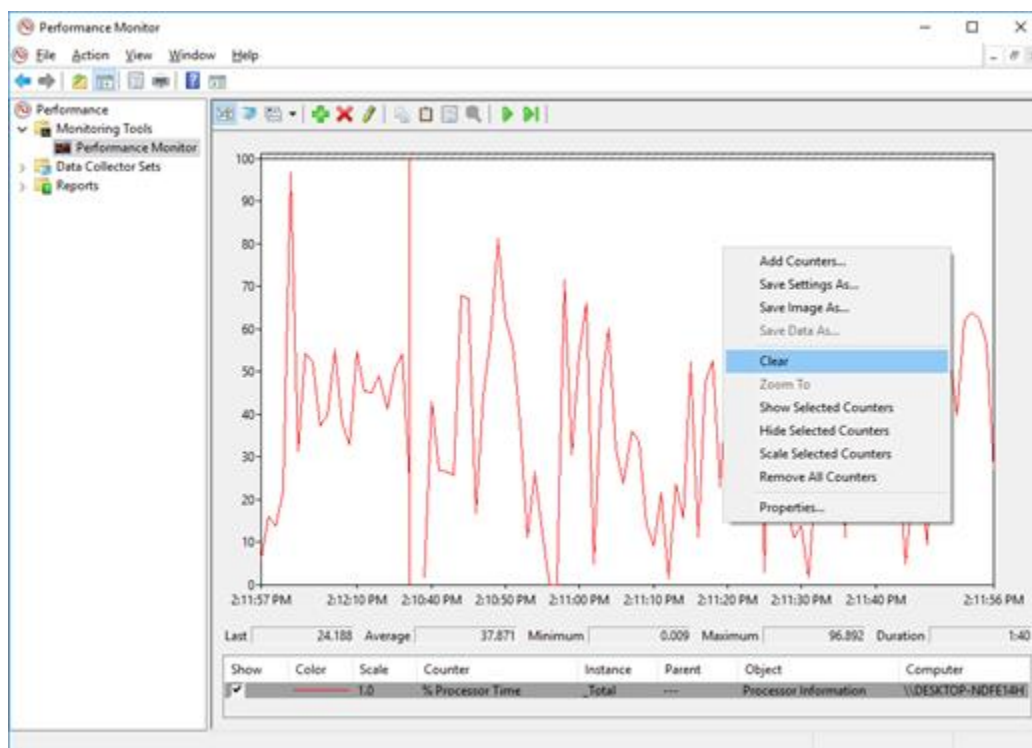 Performance Monitor
File Action View Window Help
Performance
Monitoring Tools
Performance Monitor
Data Collector Sets
Reports
100
90
80
70
60
50
40
30
20
10
0
Add Counters...
Save Settings As...
Save Image As...
Save Data As...
Clear
Zoom To
Show Selected Counters
Hide Selected Counters
Scale Selected Counters
Remove All Counters
Properties...
2:11:57 PM 2:12:10 PM 2:10:40 PM 2:10:50 PM 2:11:00 PM 2:11:10 PM 2:11:20 PM 2:11:30 PM 2:11:40 PM 2:11:56 PM
Last 24.188 Average 37.871 Minimum 0.009 Maximum 96.892 Duration 1:40
Show Color Scale Counter Instance Parent Object Computer
1.0 % Processor Time _Total --- Processor Information \\DESKTOP-NDFE14H